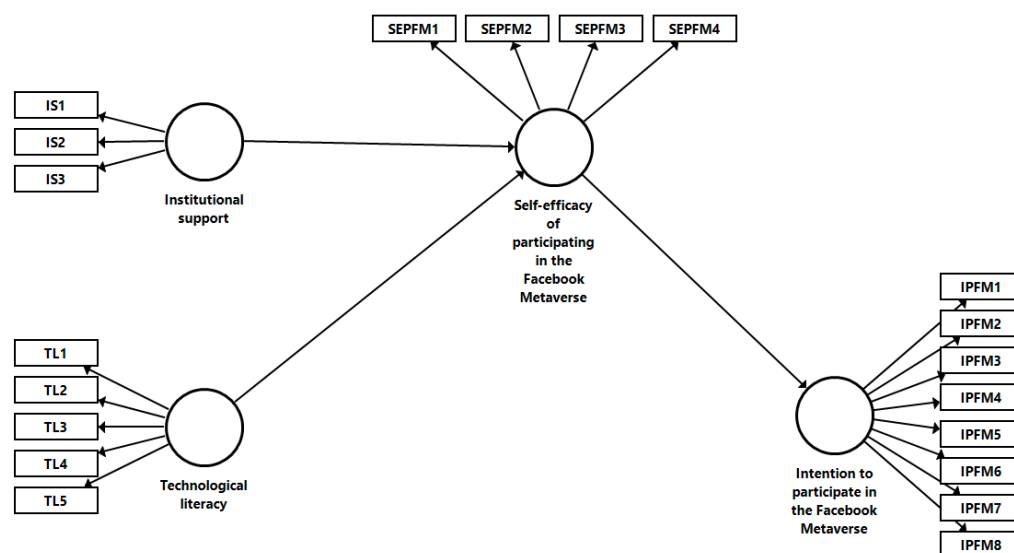 SEPFM1
SEPFM2
SEPFM3
SEPFM4
IS1
IS2
IS3
Institutional
support
Self-efficacy
of
participating
in the
Facebook
Metaverse
TL1
TL2
TL3
TL4
TL5
Technological
literacy
IPFM1
IPFM2
IPFM3
IPFM4
IPFM5
IPFM6
IPFM7
IPFM8
Intention to
participate in
the Facebook
Metaverse